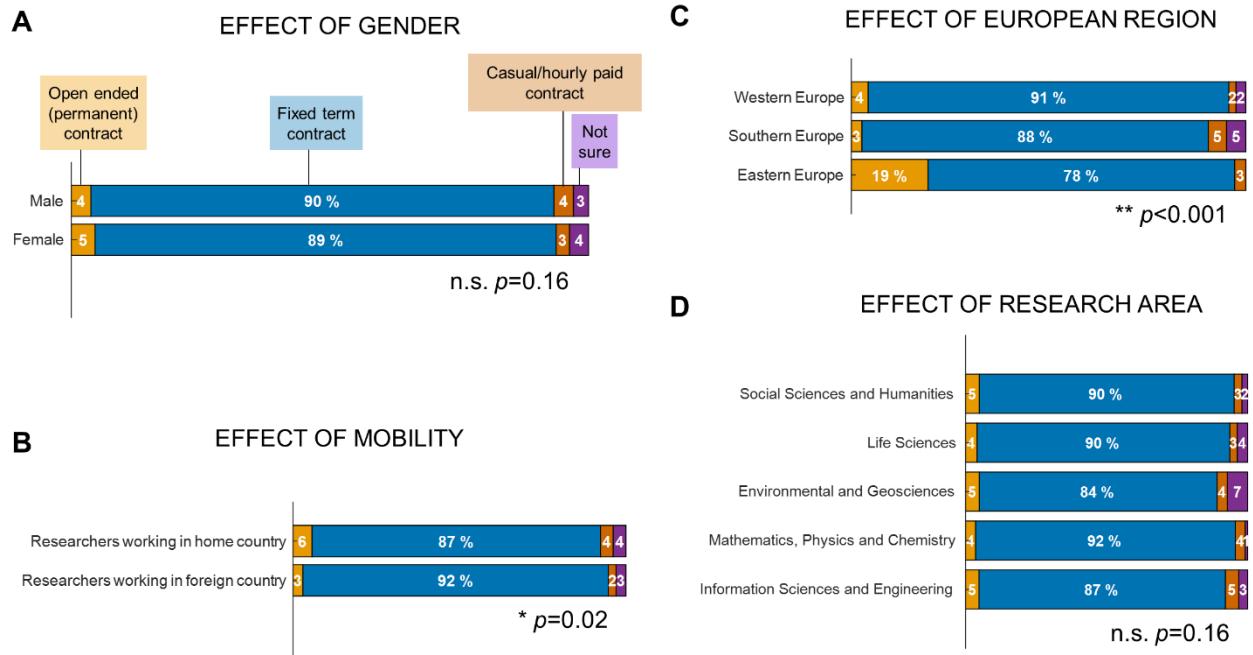 A
EFFECT OF GENDER
Open ended
(permanent)
contract
Fixed term
contract
Casual/hourly paid
contract
Not
sure
Male 4 90 % 4 3
Female 5 89 % 3 4
n.s. p=0.16
B
EFFECT OF MOBILITY
Researchers working in home country 6 87 % 4 4
Researchers working in foreign country 3 92 % 2 3
* p=0.02
C
EFFECT OF EUROPEAN REGION
Western Europe 4 91 % 2 2
Southern Europe 3 88 % 5 5
Eastern Europe 19 % 78 % 3
** p<0.001
D
EFFECT OF RESEARCH AREA
Social Sciences and Humanities 5 90 % 3 2
Life Sciences 4 90 % 3 4
Environmental and Geosciences 5 84 % 4 7
Mathematics, Physics and Chemistry 4 92 % 4 1
Information Sciences and Engineering 5 87 % 5 3
n.s. p=0.16